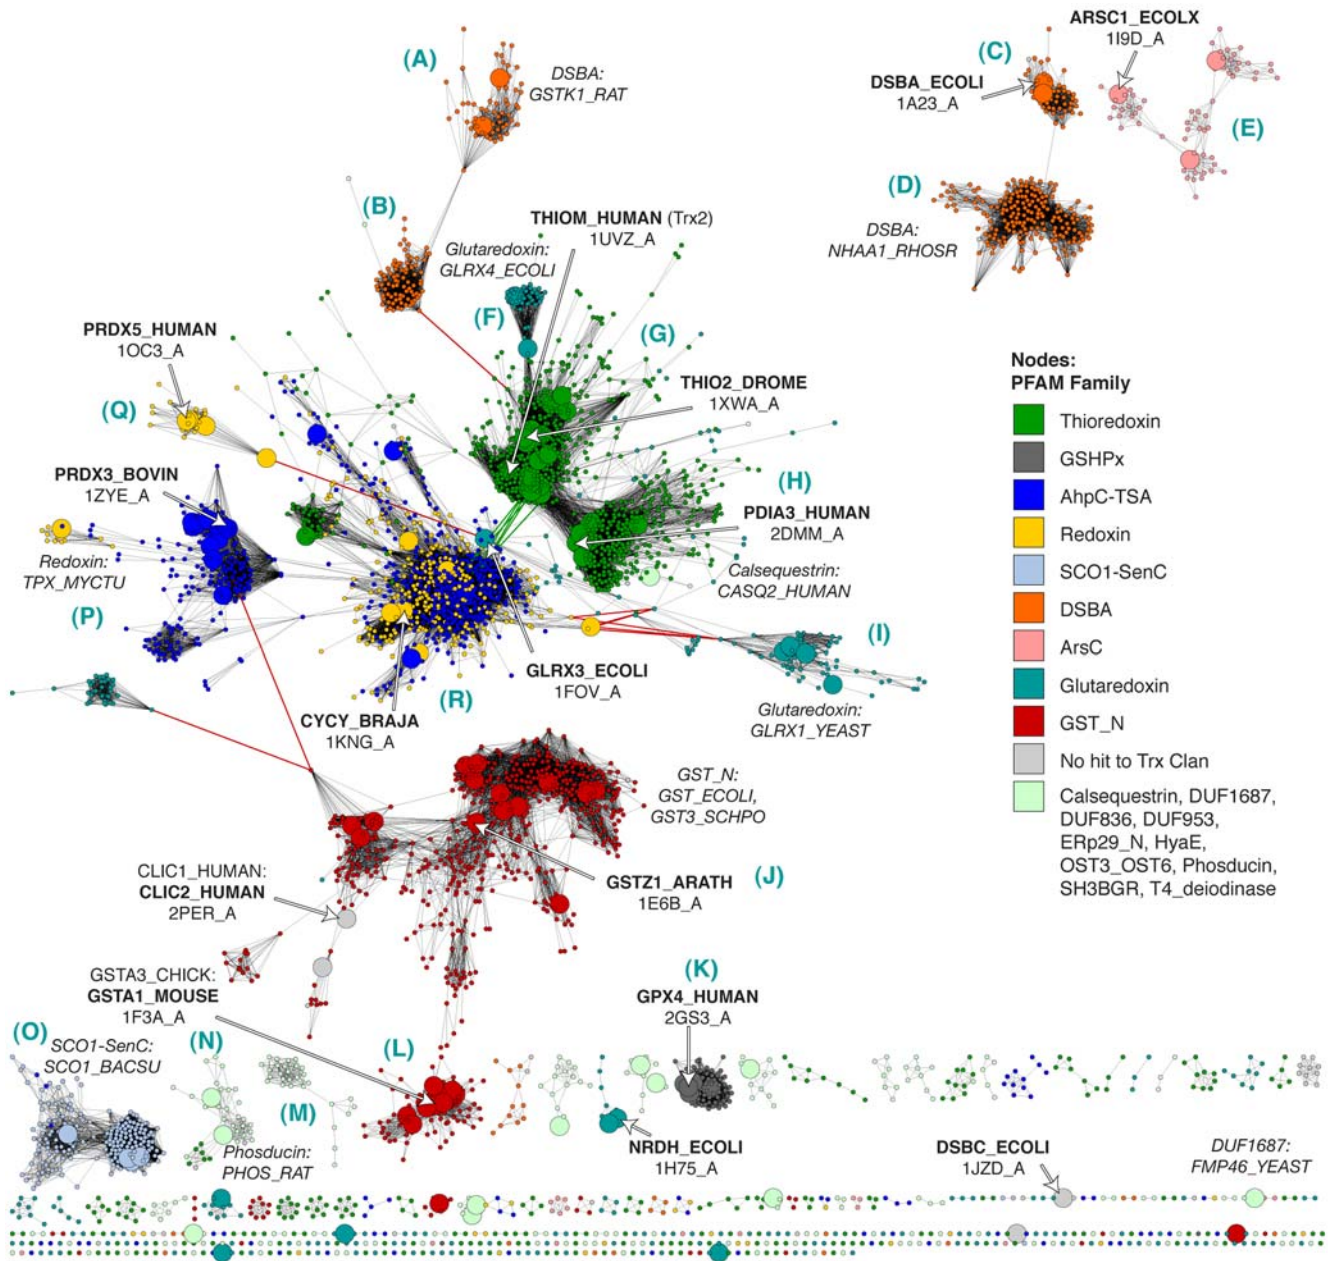 (A)
DSBA:
GSTK1_RAT
(B)
THIOM_HUMAN (Trx2)
1UVZ_A
Glutaredoxin:
GLRX4_ECOLI
(F)
(G)
(C)
DSBA_ECOLI
1A23_A
ARSC1_ECOLX
1I9D_A
(E)
(D)
DSBA:
NHAA1_RHOSR
PRDX5_HUMAN
1OC3_A
(Q)
THIO2_DROME
1XWA_A
(H)
PRDX3_BOVIN
1ZYE_A
PDIA3_HUMAN
2DMM_A
Redoxin:
TPX_MYCTU
(P)
Calsequestrin:
CASQ2_HUMAN
(I)
GLRX3_ECOLI
1FOV_A
(R)
CYCY_BRAJA
1KNG_A
Glutaredoxin:
GLRX1_YEAST
Nodes:
PFAM Family
Thioredoxin
GSHPx
AhpC-TSA
Redoxin
SCO1-SenC
DSBA
ArsC
Glutaredoxin
GST_N
No hit to Trx Clan
Calsequestrin, DUF1687,
DUF836, DUF953,
ERp29_N, HyaE,
OST3_OST6, Phosducin,
SH3BGR, T4_deiodinase
GST_N:
GST_ECOLI,
GST3_SCHPO
CLIC1_HUMAN:
CLIC2_HUMAN
2PER_A
GSTZ1_ARATH
1E6B_A
(J)
GSTA3_CHICK:
GSTA1_MOUSE
1F3A_A
(K)
GPX4_HUMAN
2GS3_A
(O)
SCO1-SenC:
SCO1_BACSU
(N)
(L)
(M)
Phosducin:
PHOS_RAT
NRDH_ECOLI
1H75_A
DSBC_ECOLI
1JZD_A
DUF1687:
FMP46_YEAST